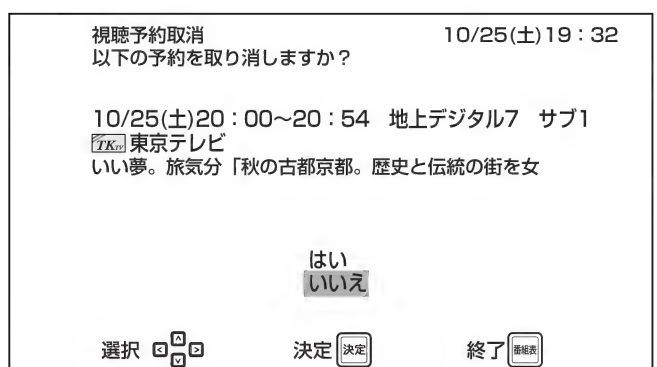 視聴予約取消 10/25(土)19：32
以下の予約を取り消しますか？
10/25(土)20：00〜20：54 地上デジタル7 サブ1
TKTV 東京テレビ
いい夢。旅気分「秋の古都京都。歴史と伝統の街を女
はい
いいえ
選択 決定 決定 終了 番組表